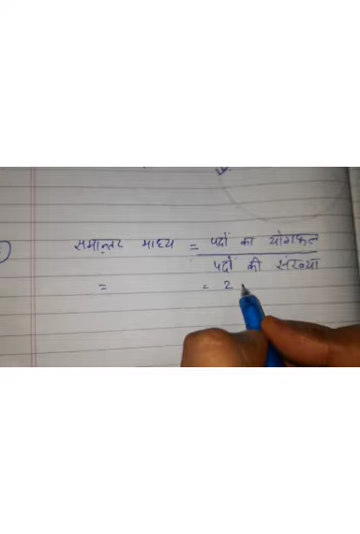 समान्तर माध्य = पदों का योगफल
पदों की संख्या
= = 2